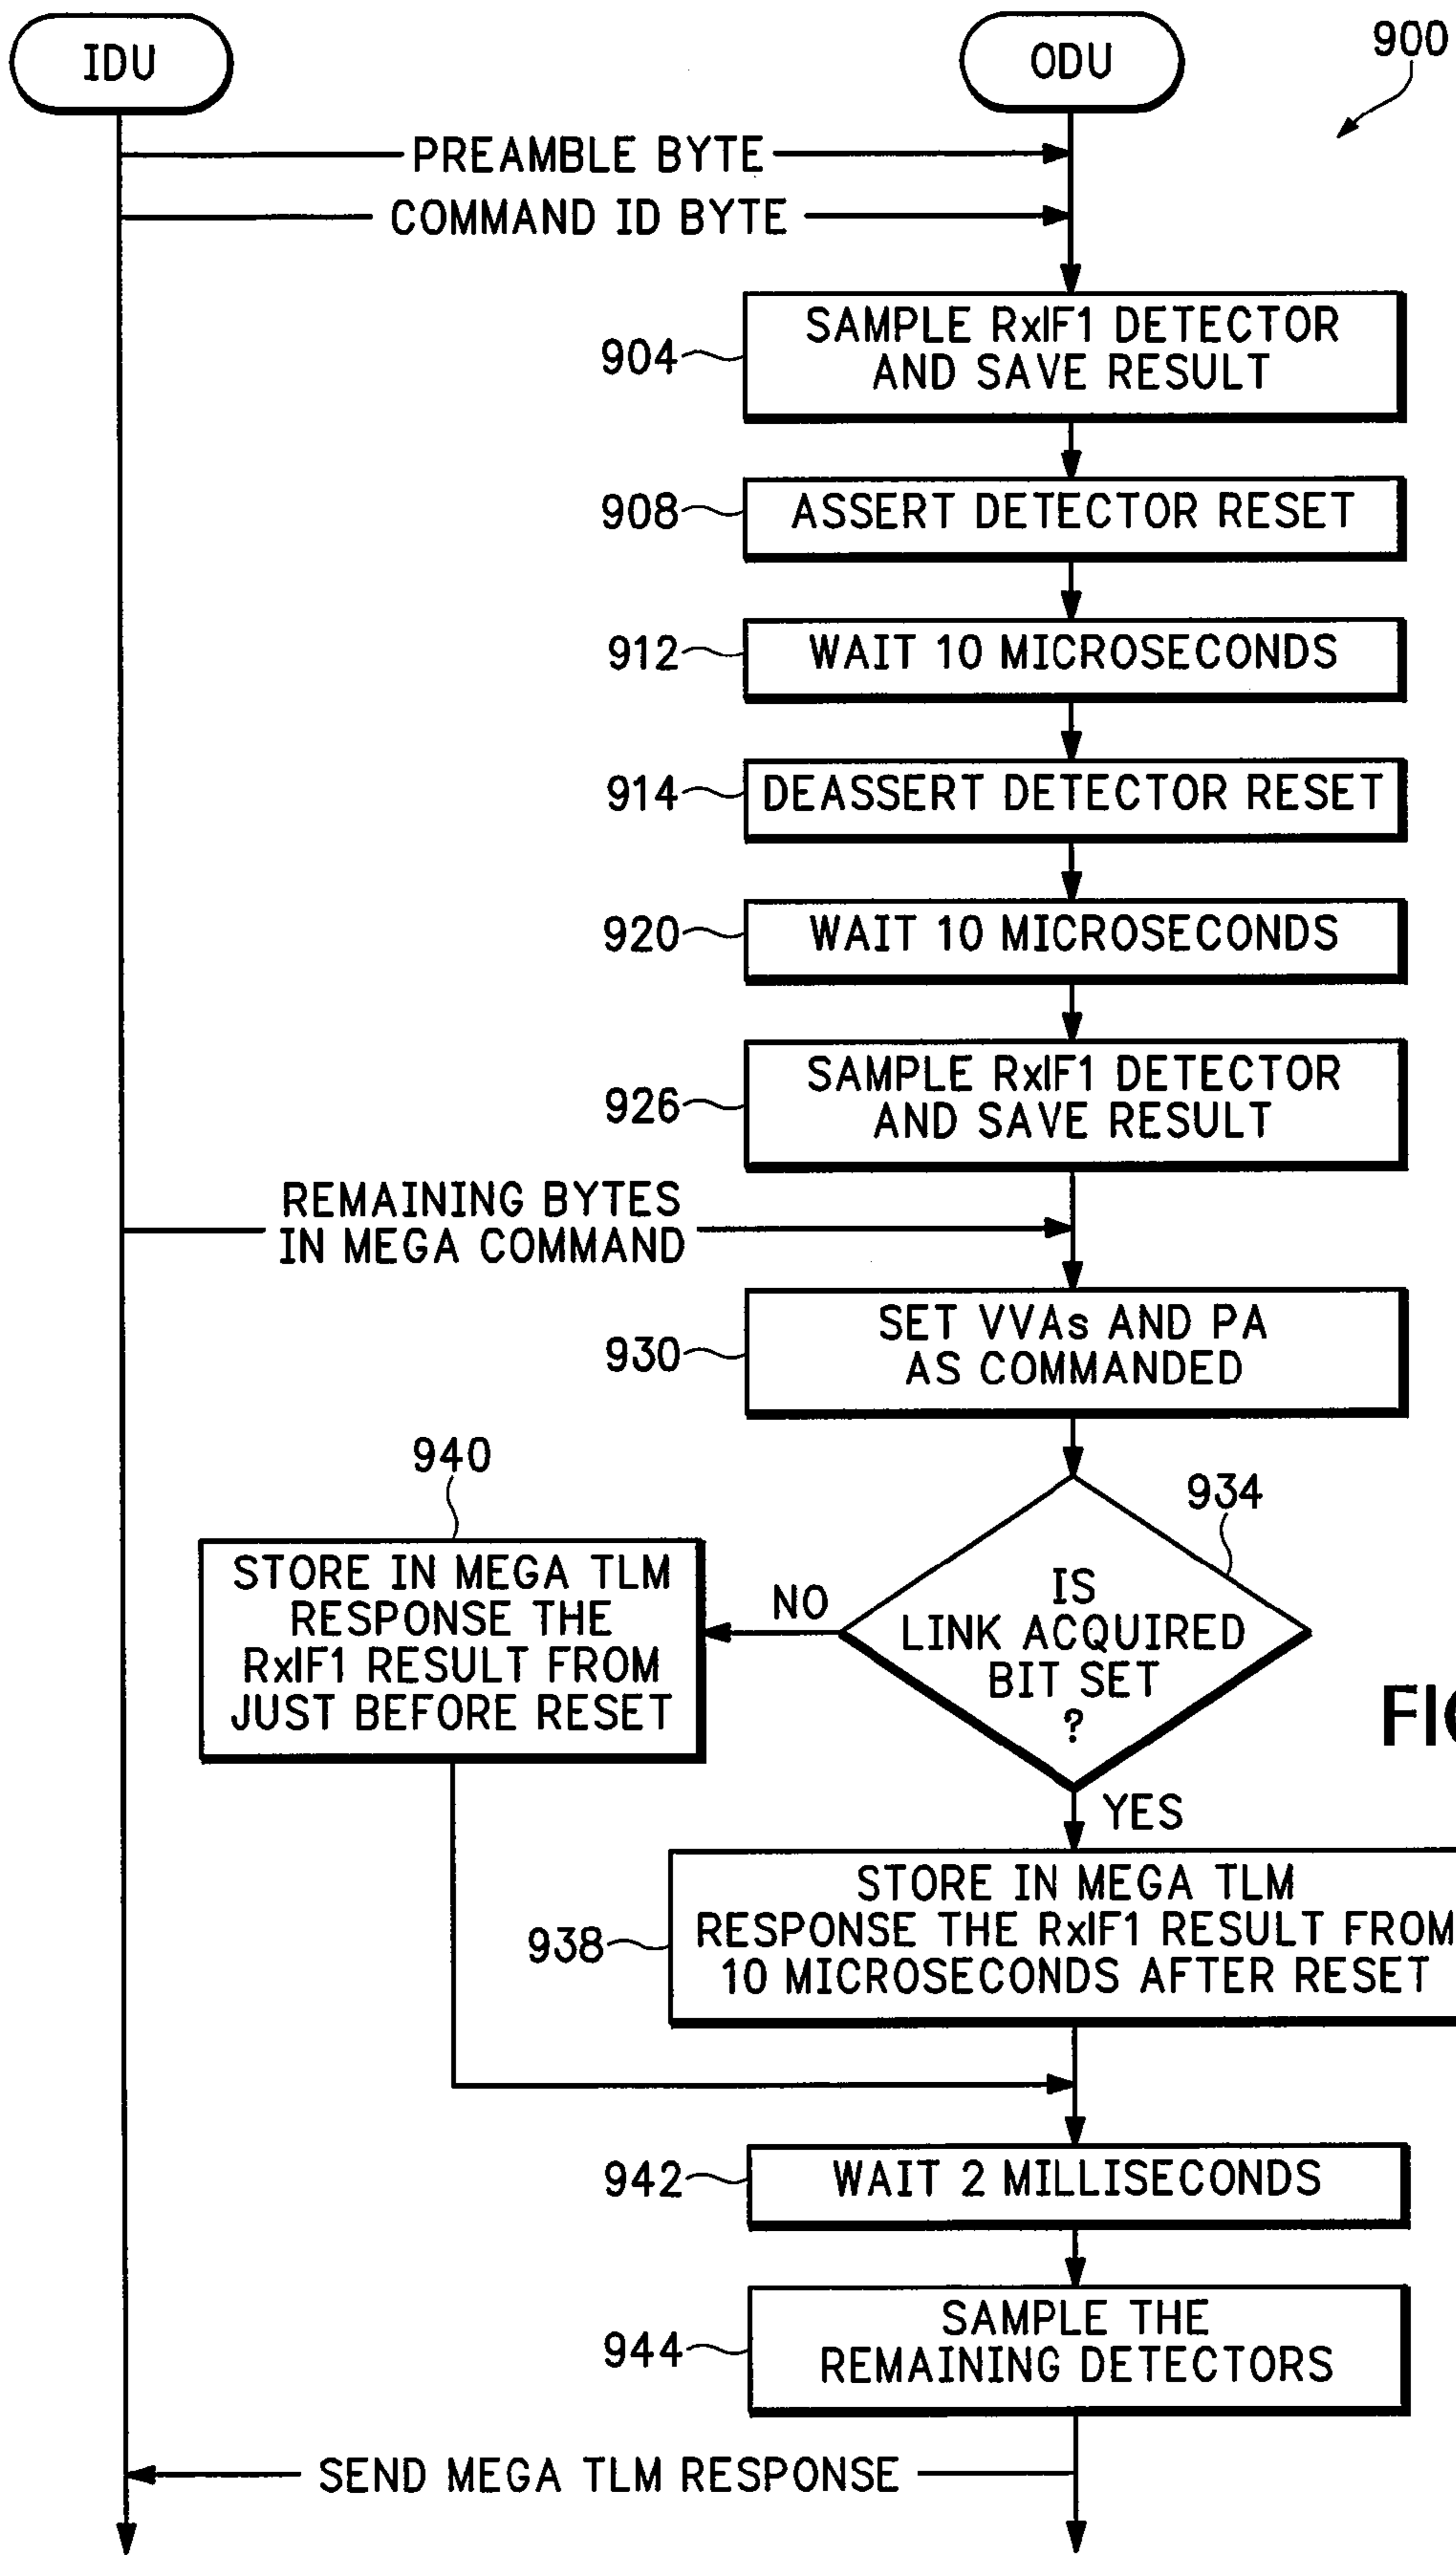 IDU
ODU
900
PREAMBLE BYTE
COMMAND ID BYTE
904
SAMPLE RxIF1 DETECTOR
AND SAVE RESULT
908
ASSERT DETECTOR RESET
912
WAIT 10 MICROSECONDS
914
DEASSERT DETECTOR RESET
920
WAIT 10 MICROSECONDS
926
SAMPLE RxIF1 DETECTOR
AND SAVE RESULT
REMAINING BYTES
IN MEGA COMMAND
930
SET VVAs AND PA
AS COMMANDED
940
934
STORE IN MEGA TLM
RESPONSE THE
RxIF1 RESULT FROM
JUST BEFORE RESET
NO
IS
LINK ACQUIRED
BIT SET
?
YES
938
STORE IN MEGA TLM
RESPONSE THE RxIF1 RESULT FROM
10 MICROSECONDS AFTER RESET
942
WAIT 2 MILLISECONDS
944
SAMPLE THE
REMAINING DETECTORS
SEND MEGA TLM RESPONSE